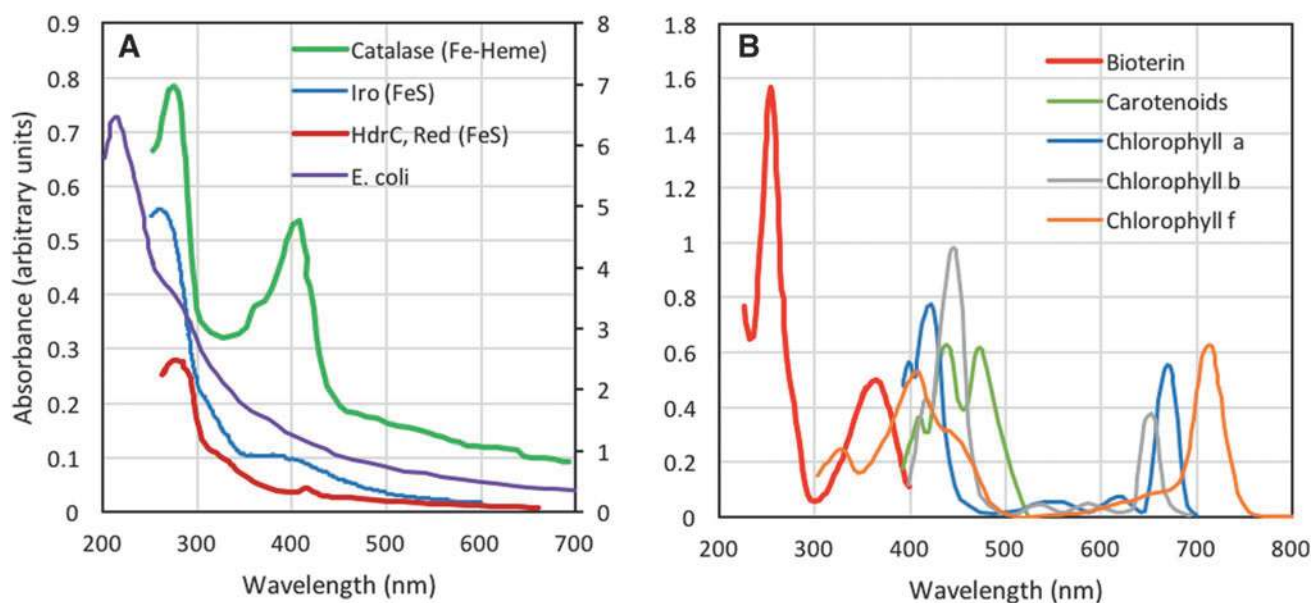 A
Absorbance (arbitrary units)
0.9
0.8
0.7
0.6
0.5
0.4
0.3
0.2
0.1
0
8
7
6
5
4
3
2
1
0
Catalase (Fe-Heme)
Iro (FeS)
HdrC, Red (FeS)
E. coli
200 300 400 500 600 700
Wavelength (nm)
B
1.8
1.6
1.4
1.2
1
0.8
0.6
0.4
0.2
0
Bioterin
Carotenoids
Chlorophyll a
Chlorophyll b
Chlorophyll f
200 300 400 500 600 700 800
Wavelength (nm)